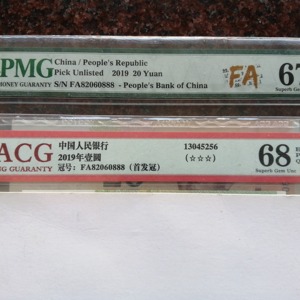 PMG
MONEY GUARANTY
China / People's Republic
Pick Unlisted 2019 20 Yuan
S/N FA82060888 - People's Bank of China
FA
67
Superb Gem
ACG
NG GUARANTY
中国人民银行
2019年壹圆
冠号: FA82060888 (首发冠)
13045256
(☆☆☆)
68
Superb Gem Unc